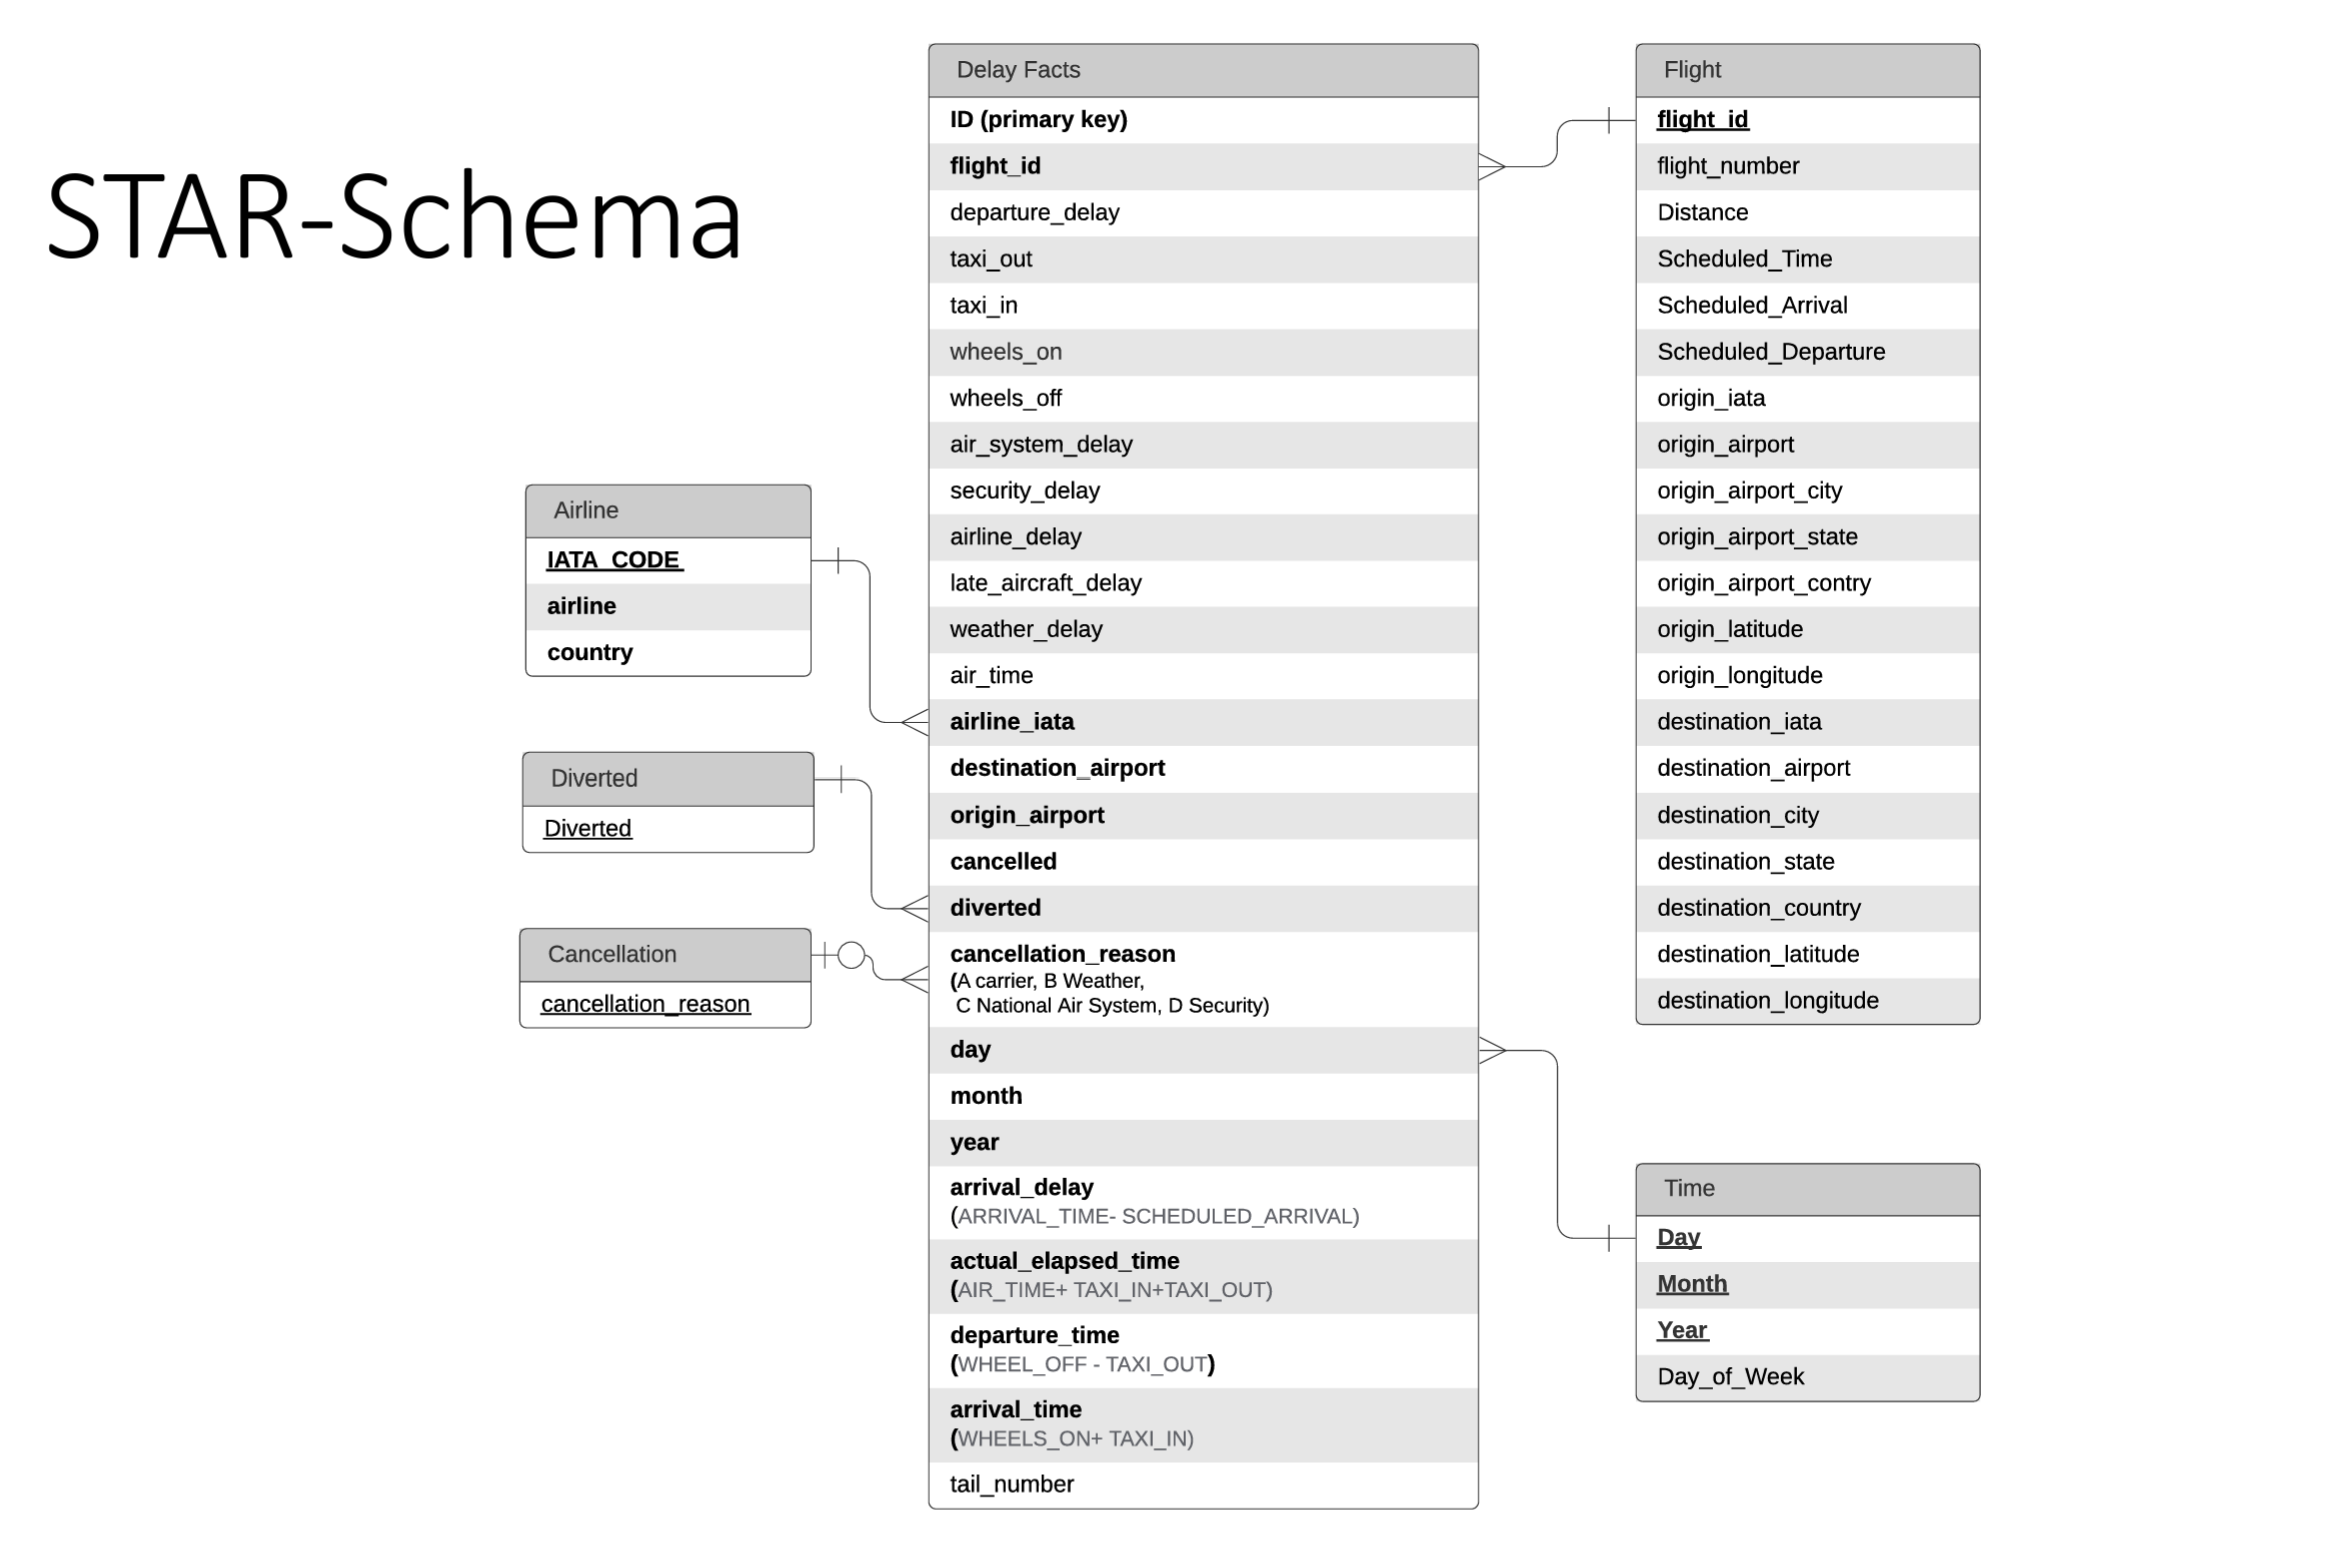 STAR-Schema
Delay Facts
ID (primary key)
flight_id
departure_delay
taxi_out
taxi_in
wheels_on
wheels_off
air_system_delay
security_delay
airline_delay
late_aircraft_delay
weather_delay
air_time
airline_iata
destination_airport
origin_airport
cancelled
diverted
cancellation_reason
(A carrier, B Weather,
C National Air System, D Security)
day
month
year
arrival_delay
(ARRIVAL_TIME- SCHEDULED_ARRIVAL)
actual_elapsed_time
(AIR_TIME+ TAXI_IN+TAXI_OUT)
departure_time
(WHEEL_OFF - TAXI_OUT)
arrival_time
(WHEELS_ON+ TAXI_IN)
tail_number
Airline
IATA_CODE
airline
country
Diverted
Diverted
Cancellation
cancellation_reason
Flight
flight_id
flight_number
Distance
Scheduled_Time
Scheduled_Arrival
Scheduled_Departure
origin_iata
origin_airport
origin_airport_city
origin_airport_state
origin_airport_contry
origin_latitude
origin_longitude
destination_iata
destination_airport
destination_city
destination_state
destination_country
destination_latitude
destination_longitude
Time
Day
Month
Year
Day_of_Week